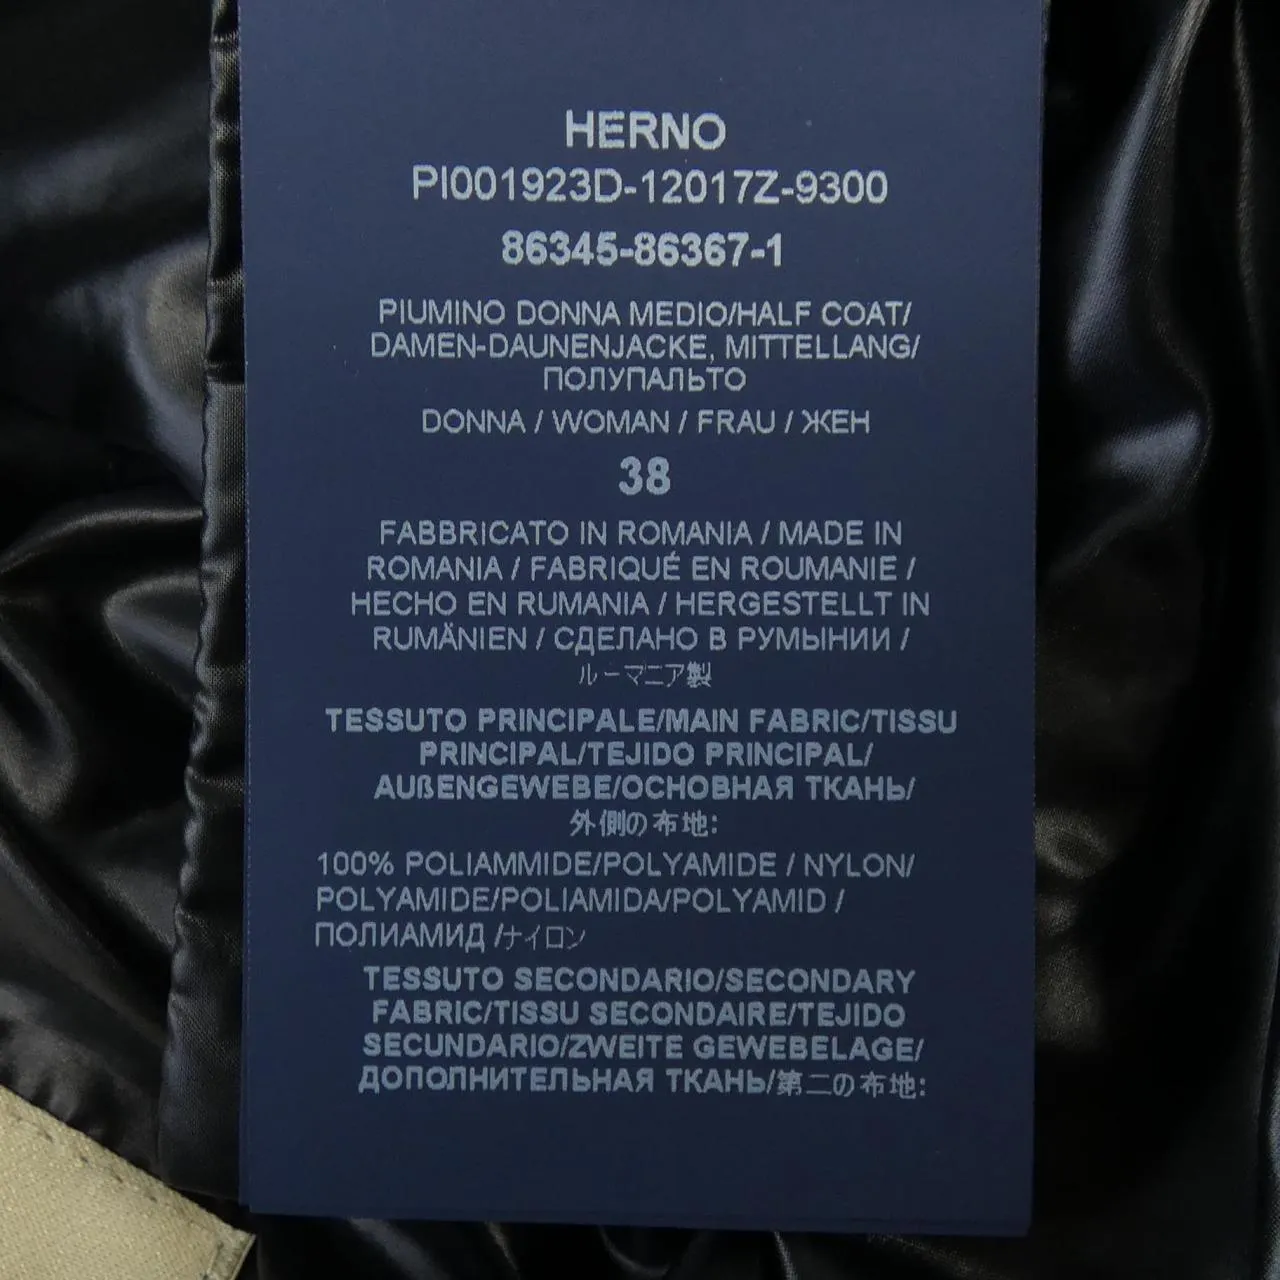 HERNO
PI001923D-12017Z-9300
86345-86367-1
PIUMINO DONNA MEDIO/HALF COAT/
DAMEN-DAUNENJACKE, MITTELLANG/
ПОЛУПАЛЬТО
DONNA / WOMAN / FRAU / ЖЕН
38
FABBRICATO IN ROMANIA / MADE IN
ROMANIA / FABRIQUÉ EN ROUMANIE /
HECHO EN RUMANIA / HERGESTELLT IN
RUMÄNIEN / СДЕЛАНО В РУМЫНИИ /
ルーマニア製
TESSUTO PRINCIPALE/MAIN FABRIC/TISSU
PRINCIPAL/TEJIDO PRINCIPAL/
AUßENGEWEBE/ОСНОВНАЯ ТКАНЬ/
外側の布地:
100% POLIAMMIDE/POLYAMIDE / NYLON/
POLYAMIDE/POLIAMIDA/POLYAMID /
ПОЛИАМИД /ナイロン
TESSUTO SECONDARIO/SECONDARY
FABRIC/TISSU SECONDAIRE/TEJIDO
SECUNDARIO/ZWEITE GEWEBELAGE/
ДОПОЛНИТЕЛЬНАЯ ТКАНЬ/第二の布地: